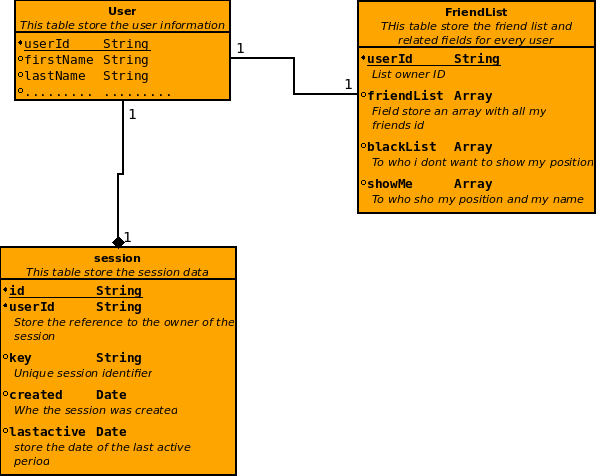 User
This table store the user information
userId String
firstName String
lastName String
......... .........
1
1
1
1
FriendList
THis table store the friend list and
related fields for every user
userId String
List owner ID
friendList Array
Field store an array with all my
friends id
blackList Array
To who i dont want to show my position
showMe Array
To who sho my position and my name
session
This table store the session data
id String
userId String
Store the reference to the owner of the
session
key String
Unique session identifier
created Date
Whe the session was created
lastactive Date
store the date of the last active
period